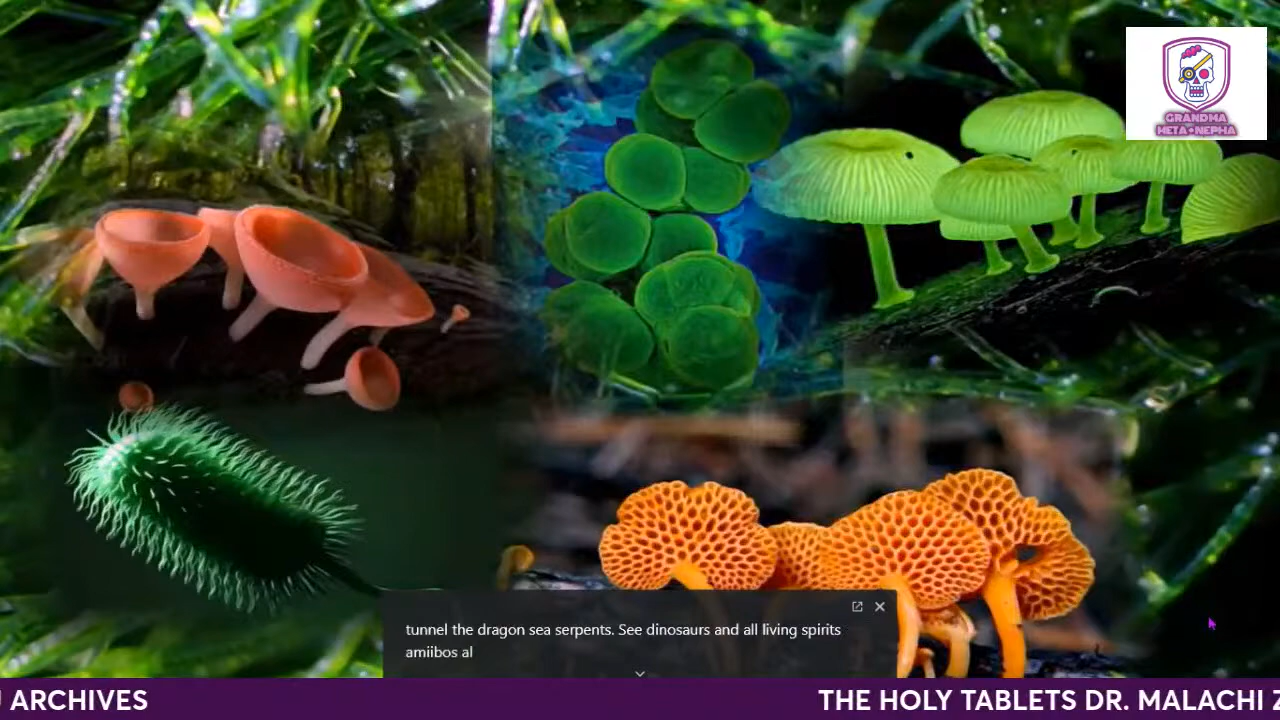 GRANDMA
META•NEPHA
tunnel the dragon sea serpents. See dinosaurs and all living spirits
amiibos al
ARCHIVES
THE HOLY TABLETS DR. MALACHI